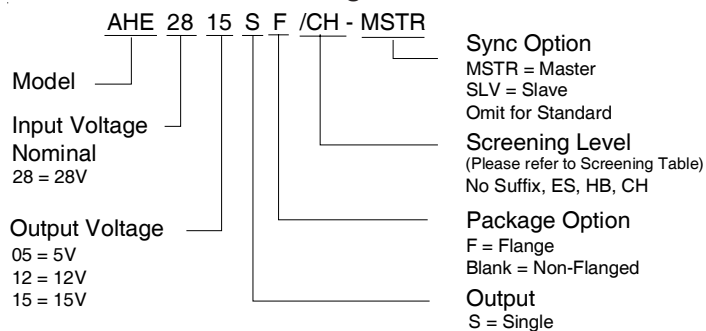 AHE 28 15 S F /CH - MSTR
Model
Input Voltage
Nominal
28 = 28V
Output Voltage
05 = 5V
12 = 12V
15 = 15V
Sync Option
MSTR = Master
SLV = Slave
Omit for Standard
Screening Level
(Please refer to Screening Table)
No Suffix, ES, HB, CH
Package Option
F = Flange
Blank = Non-Flanged
Output
S = Single